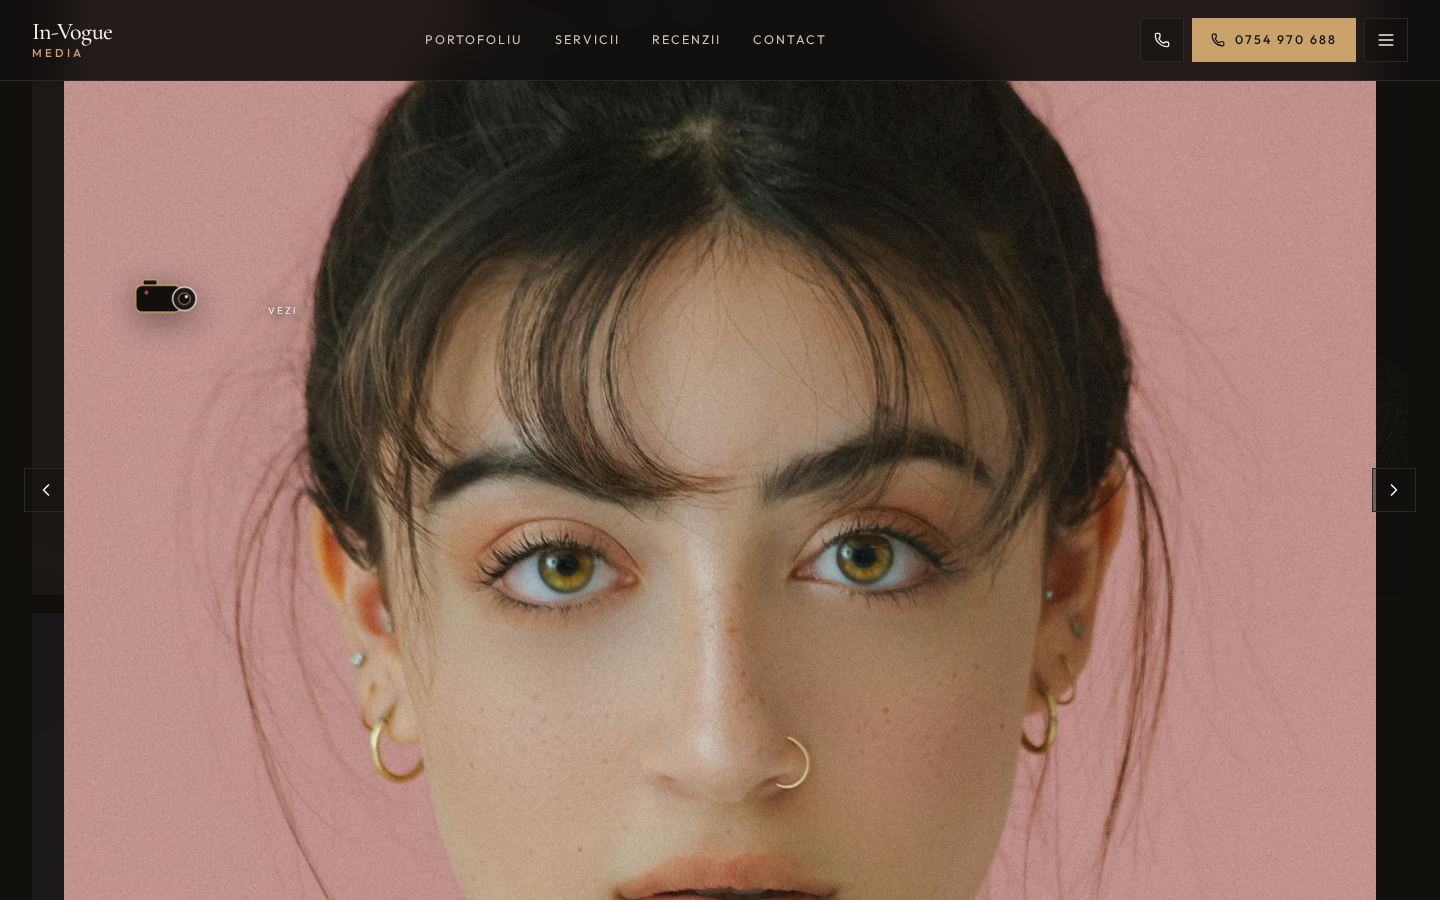 In-Vogue
MEDIA
PORTOFOLIU
SERVICII
RECENZII
CONTACT
0754 970 688
VEZI